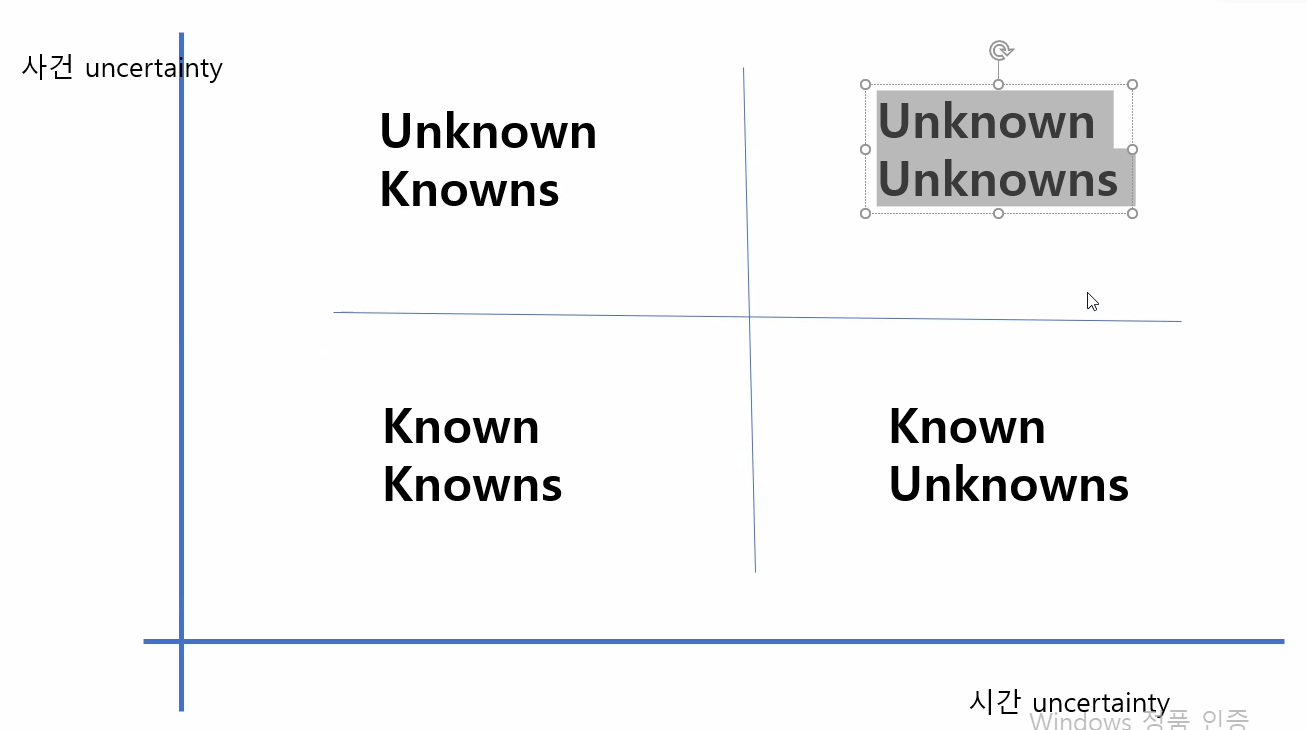 사건 uncertainty
Unknown
Knowns
Unknown
Unknowns
Known
Knowns
Known
Unknowns
시간 uncertainty
Windows 정품 인증